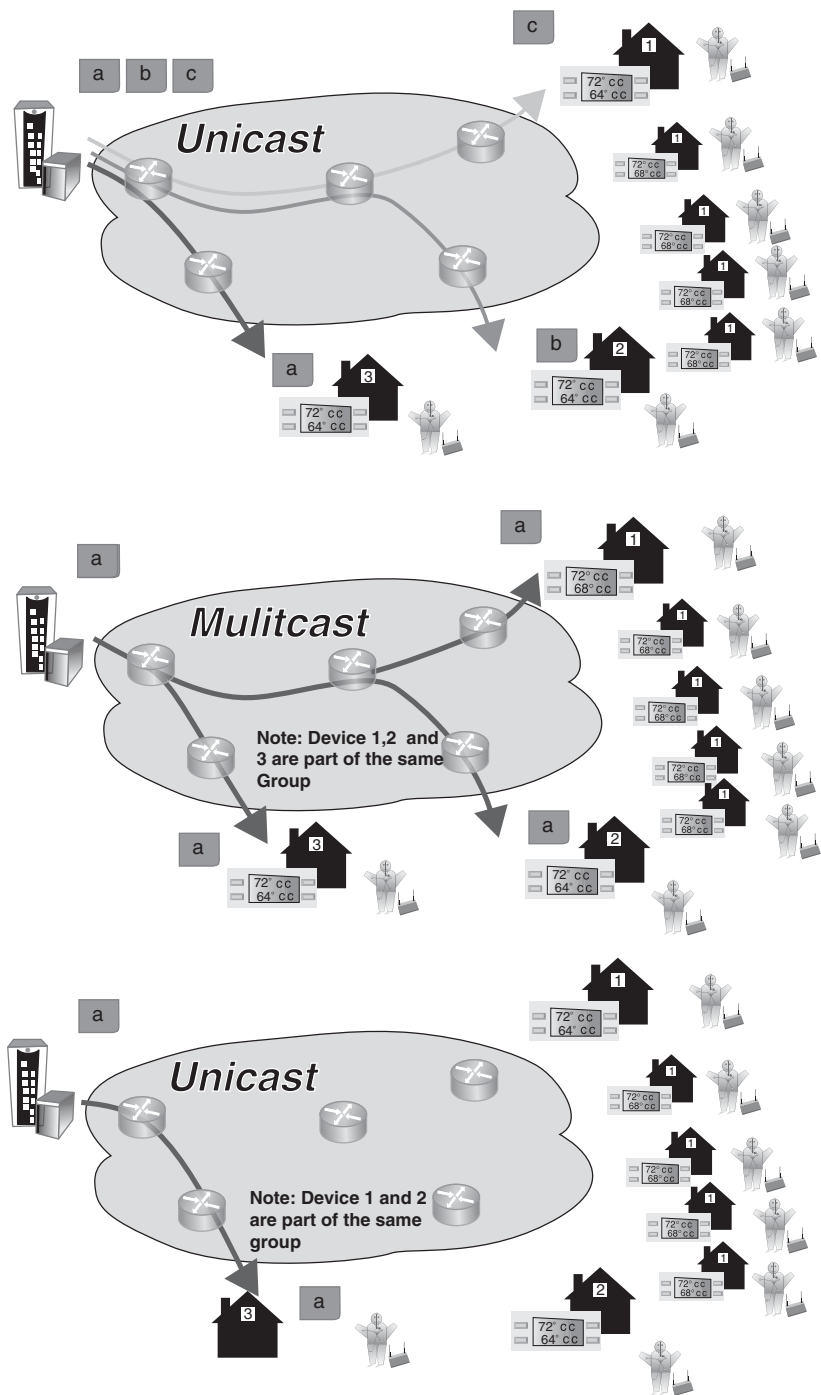 c
1
72° cc
64° cc
a b c
Unicast
1
72° cc
68° cc
1
72° cc
68° cc
1
72° cc
68° cc
1
72° cc
68° cc
b
2
72° cc
64° cc
a
3
72° cc
64° cc
a
1
72° cc
68° cc
a
Mulitcast
1
72° cc
68° cc
1
72° cc
68° cc
1
72° cc
68° cc
1
72° cc
68° cc
Note: Device 1,2 and
3 are part of the same
Group
a
3
72° cc
64° cc
a
2
72° cc
64° cc
1
72° cc
64° cc
a
Unicast
1
72° cc
68° cc
1
72° cc
68° cc
1
72° cc
68° cc
1
72° cc
68° cc
Note: Device 1 and 2
are part of the same
group
3
a
2
72° cc
64° cc